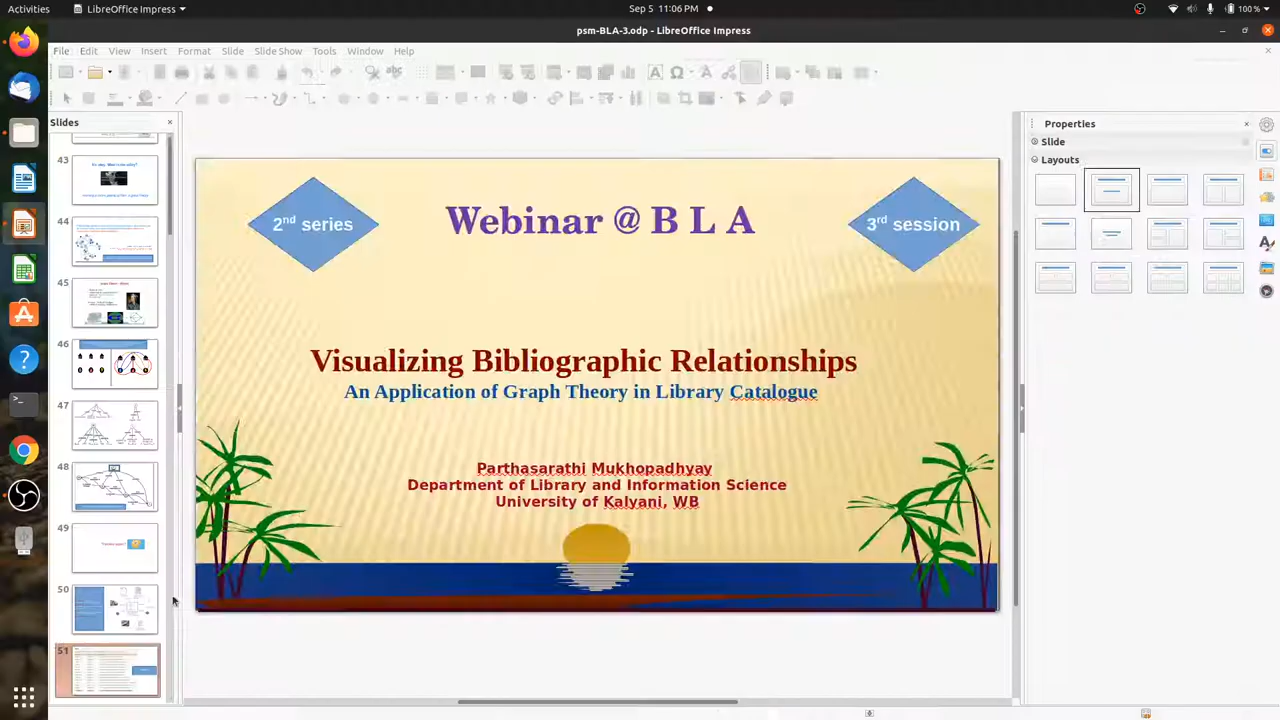 Activities
LibreOffice Impress
Sep 5 11:06 PM
100 %
psm-BLA-3.odp - LibreOffice Impress
File Edit View Insert Format Slide Slide Show Tools Window Help
Slides
43
44
45
46
47
48
49
50
51
2nd series
Webinar @ B L A
3rd session
Visualizing Bibliographic Relationships
An Application of Graph Theory in Library Catalogue
Parthasarathi Mukhopadhyay
Department of Library and Information Science
University of Kalyani, WB
Properties
Slide
Layouts